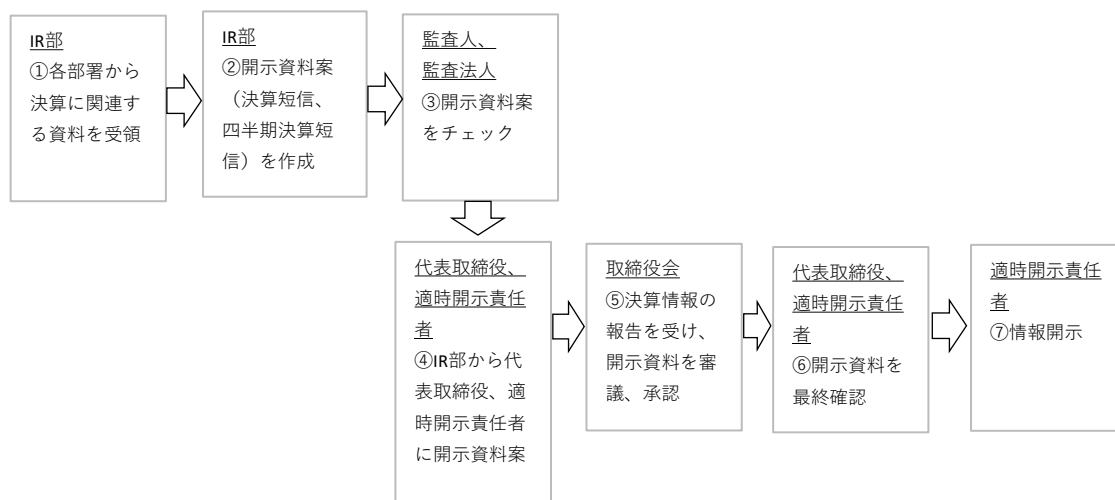 IR部
①各部署から
決算に関連す
る資料を受領
IR部
②開示資料案
（決算短信、
四半期決算短
信）を作成
監査人、
監査法人
③開示資料案
をチェック
代表取締役、
適時開示責任
者
④IR部から代
表取締役、適
時開示責任者
に開示資料案
取締役会
⑤決算情報の
報告を受け、
開示資料を審
議、承認
代表取締役、
適時開示責任
者
⑥開示資料を
最終確認
適時開示責任
者
⑦情報開示